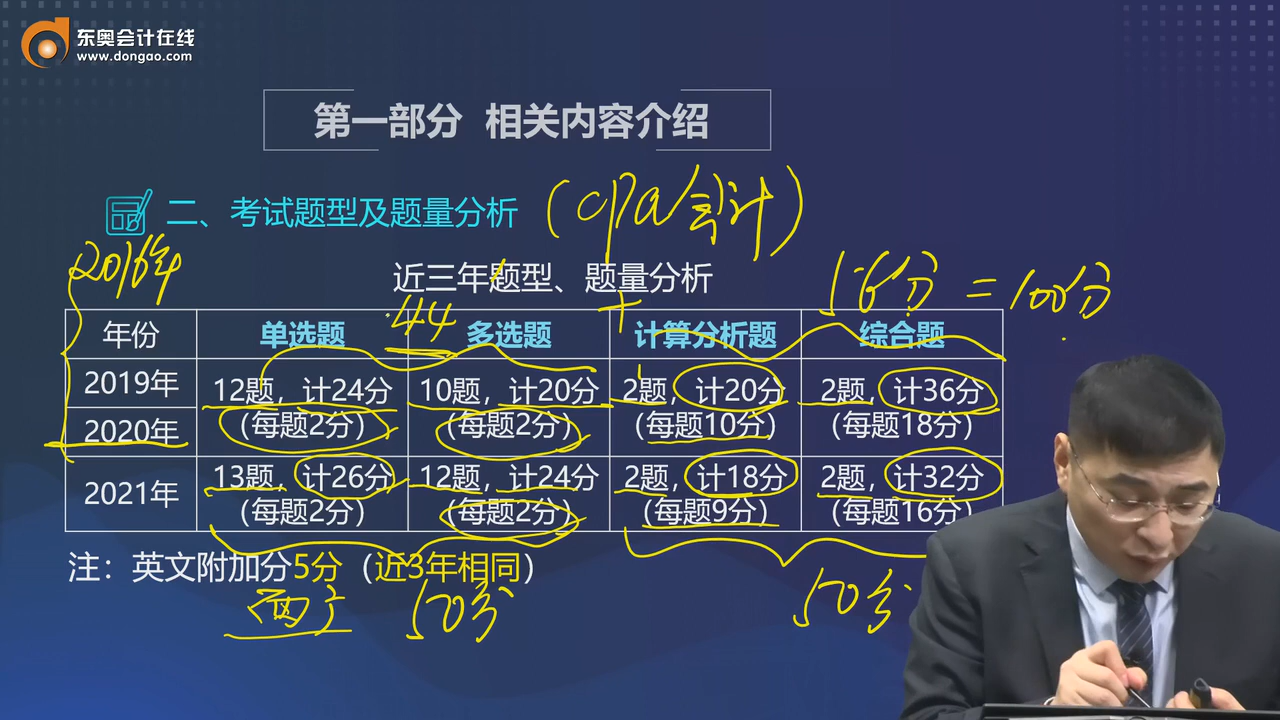 东奥会计在线
www.dongao.com
第一部分 相关内容介绍
二、考试题型及题量分析 (CPA/会计)
2016年
近三年题型、题量分析
44 + 56分 = 100分
年份 单选题 多选题 计算分析题 综合题
2019年
2020年
12题，计24分 10题，计20分 2题，计20分 2题，计36分
(每题2分) (每题2分) (每题10分) (每题18分)
2021年
13题，计26分 12题，计24分 2题，计18分 2题，计32分
(每题2分) (每题2分) (每题9分) (每题16分)
注：英文附加分5分（近3年相同）
50分 50分